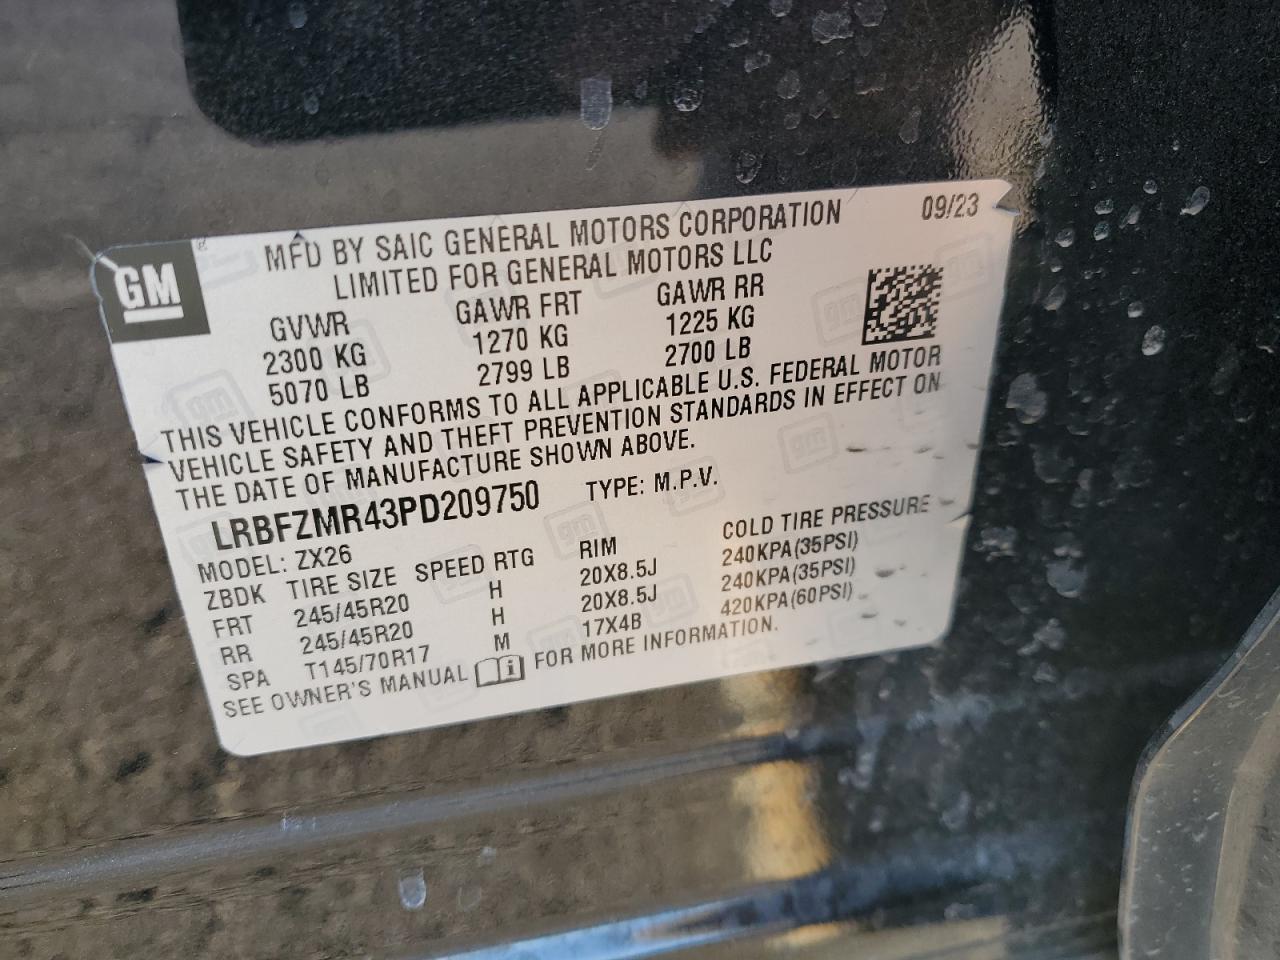 GM
MFD BY SAIC GENERAL MOTORS CORPORATION 09/23
LIMITED FOR GENERAL MOTORS LLC
GVWR GAWR FRT GAWR RR
2300 KG 1270 KG 1225 KG
5070 LB 2799 LB 2700 LB
THIS VEHICLE CONFORMS TO ALL APPLICABLE U.S. FEDERAL MOTOR
VEHICLE SAFETY AND THEFT PREVENTION STANDARDS IN EFFECT ON
THE DATE OF MANUFACTURE SHOWN ABOVE.
LRBFZMR43PD209750 TYPE: M.P.V.
MODEL: ZX26
ZBDK TIRE SIZE SPEED RTG RIM COLD TIRE PRESSURE
FRT 245/45R20 H 20X8.5J 240KPA(35PSI)
RR 245/45R20 H 20X8.5J 240KPA(35PSI)
SPA T145/70R17 M 17X4B 420KPA(60PSI)
SEE OWNER'S MANUAL FOR MORE INFORMATION.